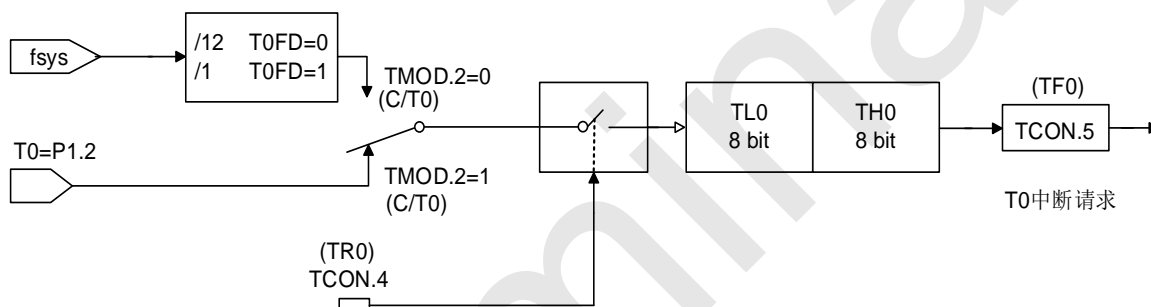 fsys
/12 T0FD=0
/1 T0FD=1
TMOD.2=0
(C/T0)
T0=P1.2
TMOD.2=1
(C/T0)
TL0
8 bit
TH0
8 bit
(TF0)
TCON.5
T0中断请求
(TR0)
TCON.4
mina